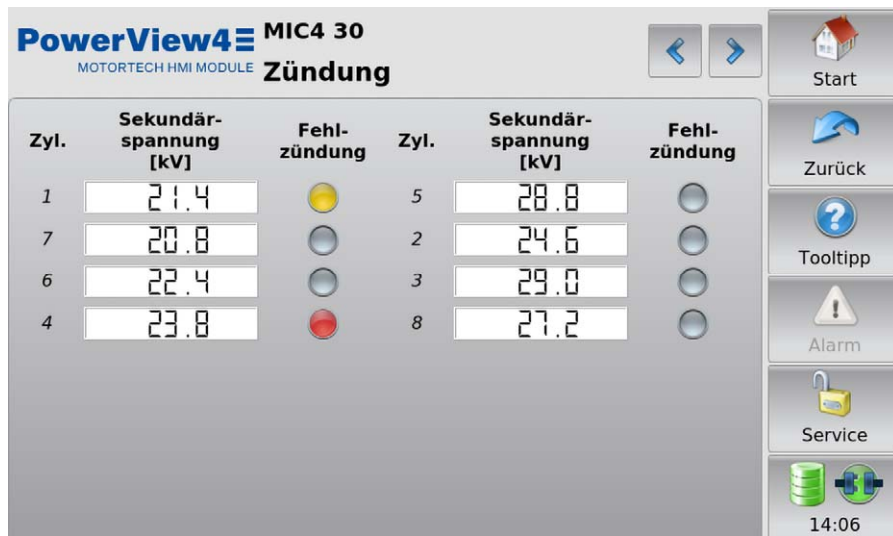 PowerView4
MOTORTECH HMI MODULE
MIC4 30
Zündung
Zyl.
Sekundär-
spannung
[kV]
Fehl-
zündung
Zyl.
Sekundär-
spannung
[kV]
Fehl-
zündung
1 21.4 5 28.8
7 20.8 2 24.6
6 22.4 3 29.0
4 23.8 8 27.2
Start
Zurück
Tooltipp
Alarm
Service
14:06